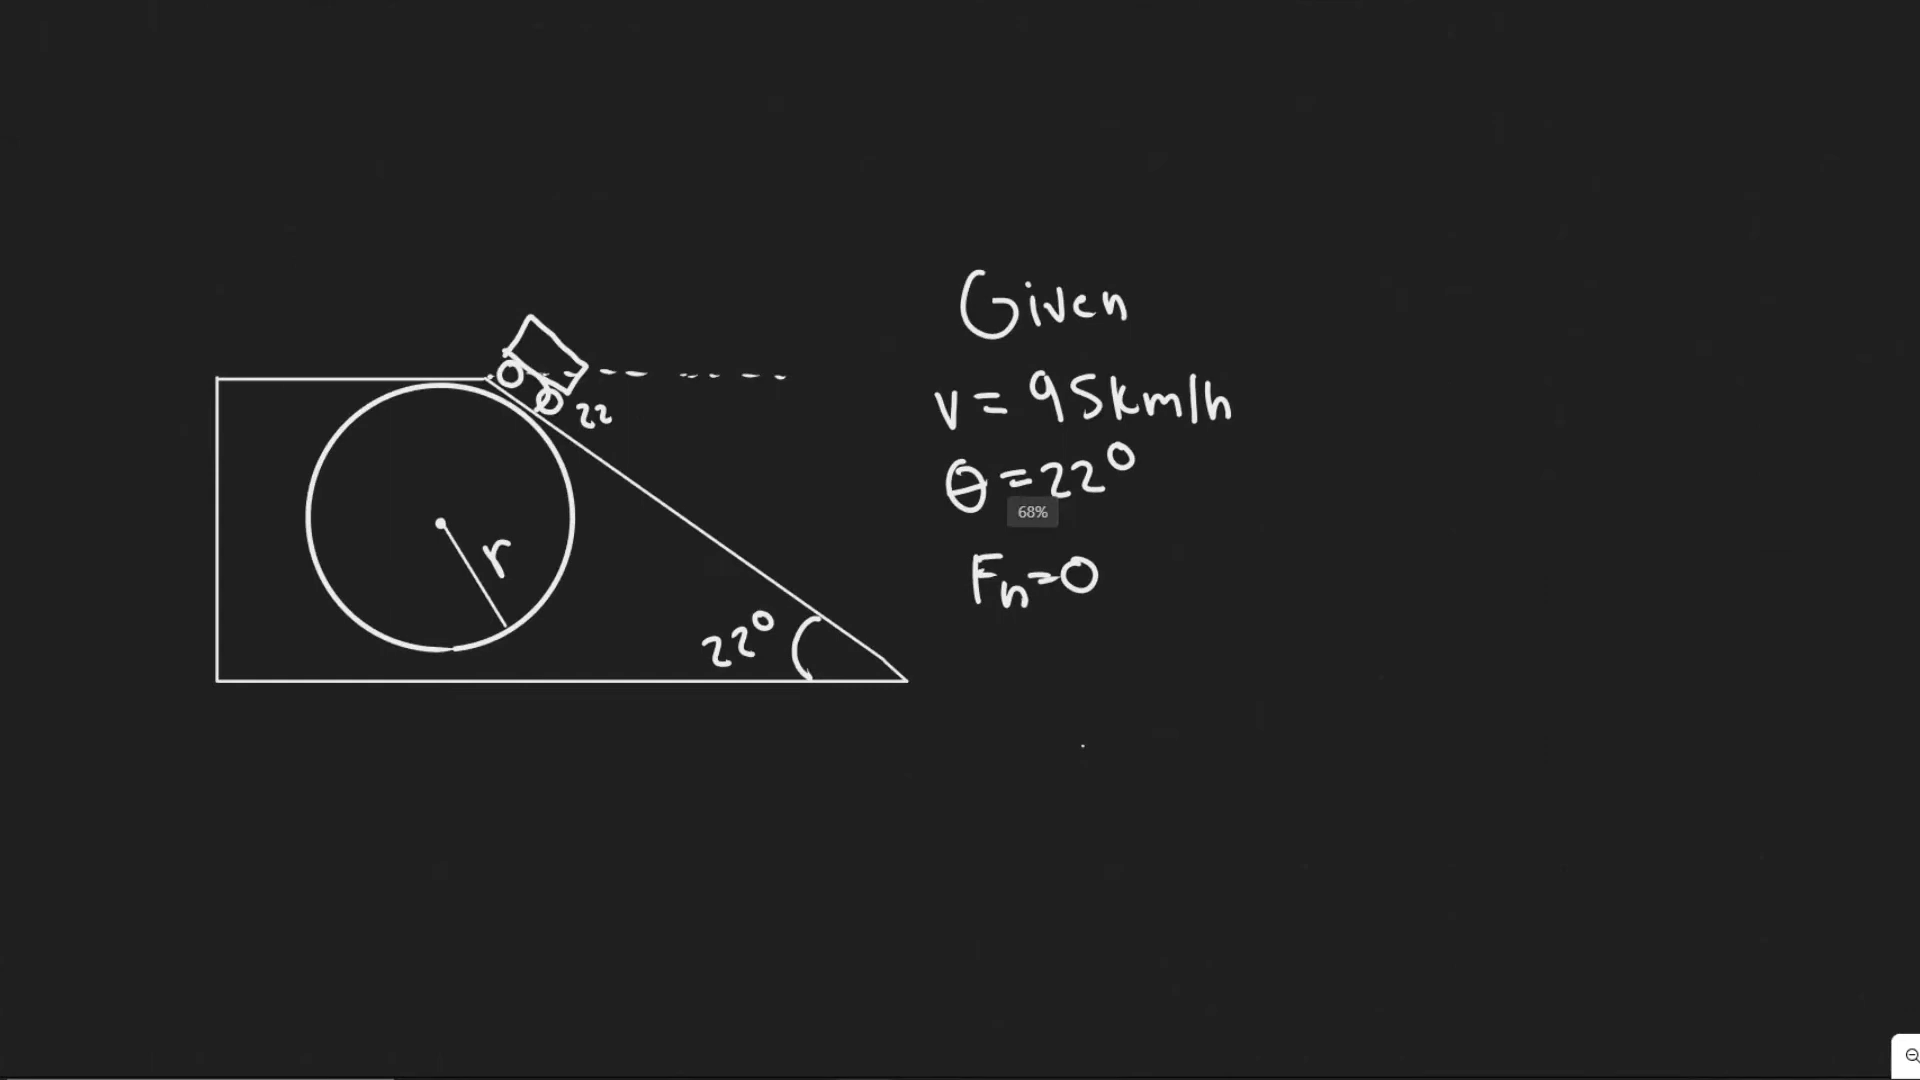 Given
v = 95km/h
22
θ = 22°
68%
r
Fn=0
22°